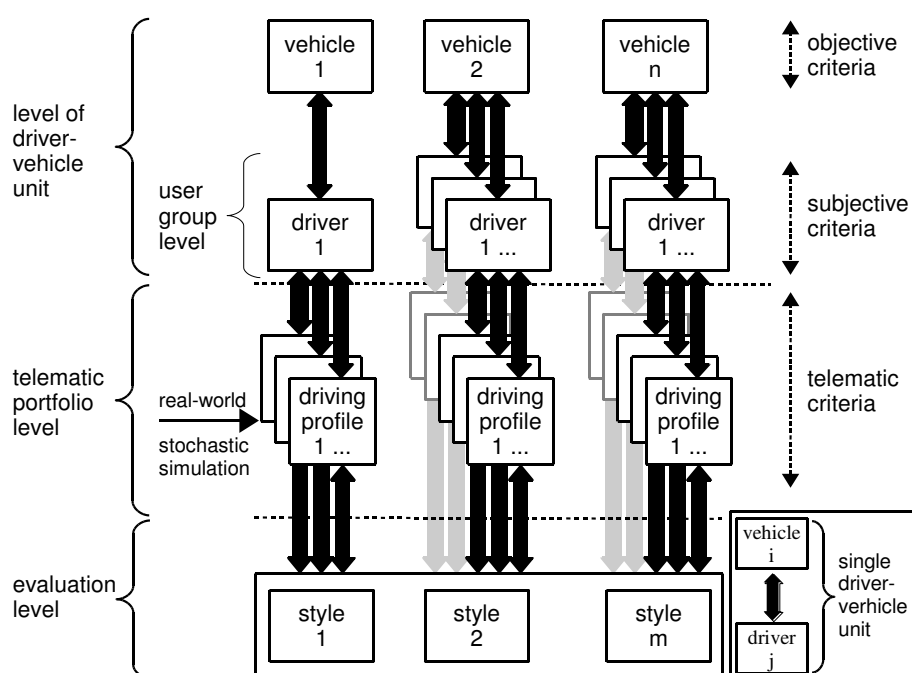 vehicle
1
vehicle
2
vehicle
n
objective
criteria
level of
driver-
vehicle
unit
user
group
level
driver
1
driver
1 ...
driver
1 ...
subjective
criteria
telematic
portfolio
level
real-world
stochastic
simulation
driving
profile
1 ...
driving
profile
1 ...
driving
profile
1 ...
telematic
criteria
evaluation
level
style
1
style
2
style
m
vehicle
i
driver
j
single
driver-
verhicle
unit